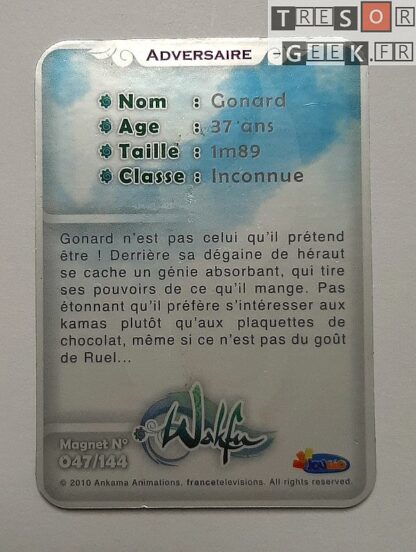 TRESOR
GEEK.FR
ADVERSAIRE
Nom : Gonard
Age : 37 ans
Taille : 1m89
Classe : Inconnue
Gonard n'est pas celui qu'il prétend
être ! Derrière sa dégaine de héraut
se cache un génie absorbant, qui tire
ses pouvoirs de ce qu'il mange. Pas
étonnant qu'il préfère s'intéresser aux
kamas plutôt qu'aux plaquettes de
chocolat, même si ce n'est pas du goût
de Ruel...
Wakfu
Magnet N°
047/144
© 2010 Ankama Animations. francetelevisions. All rights reserved.